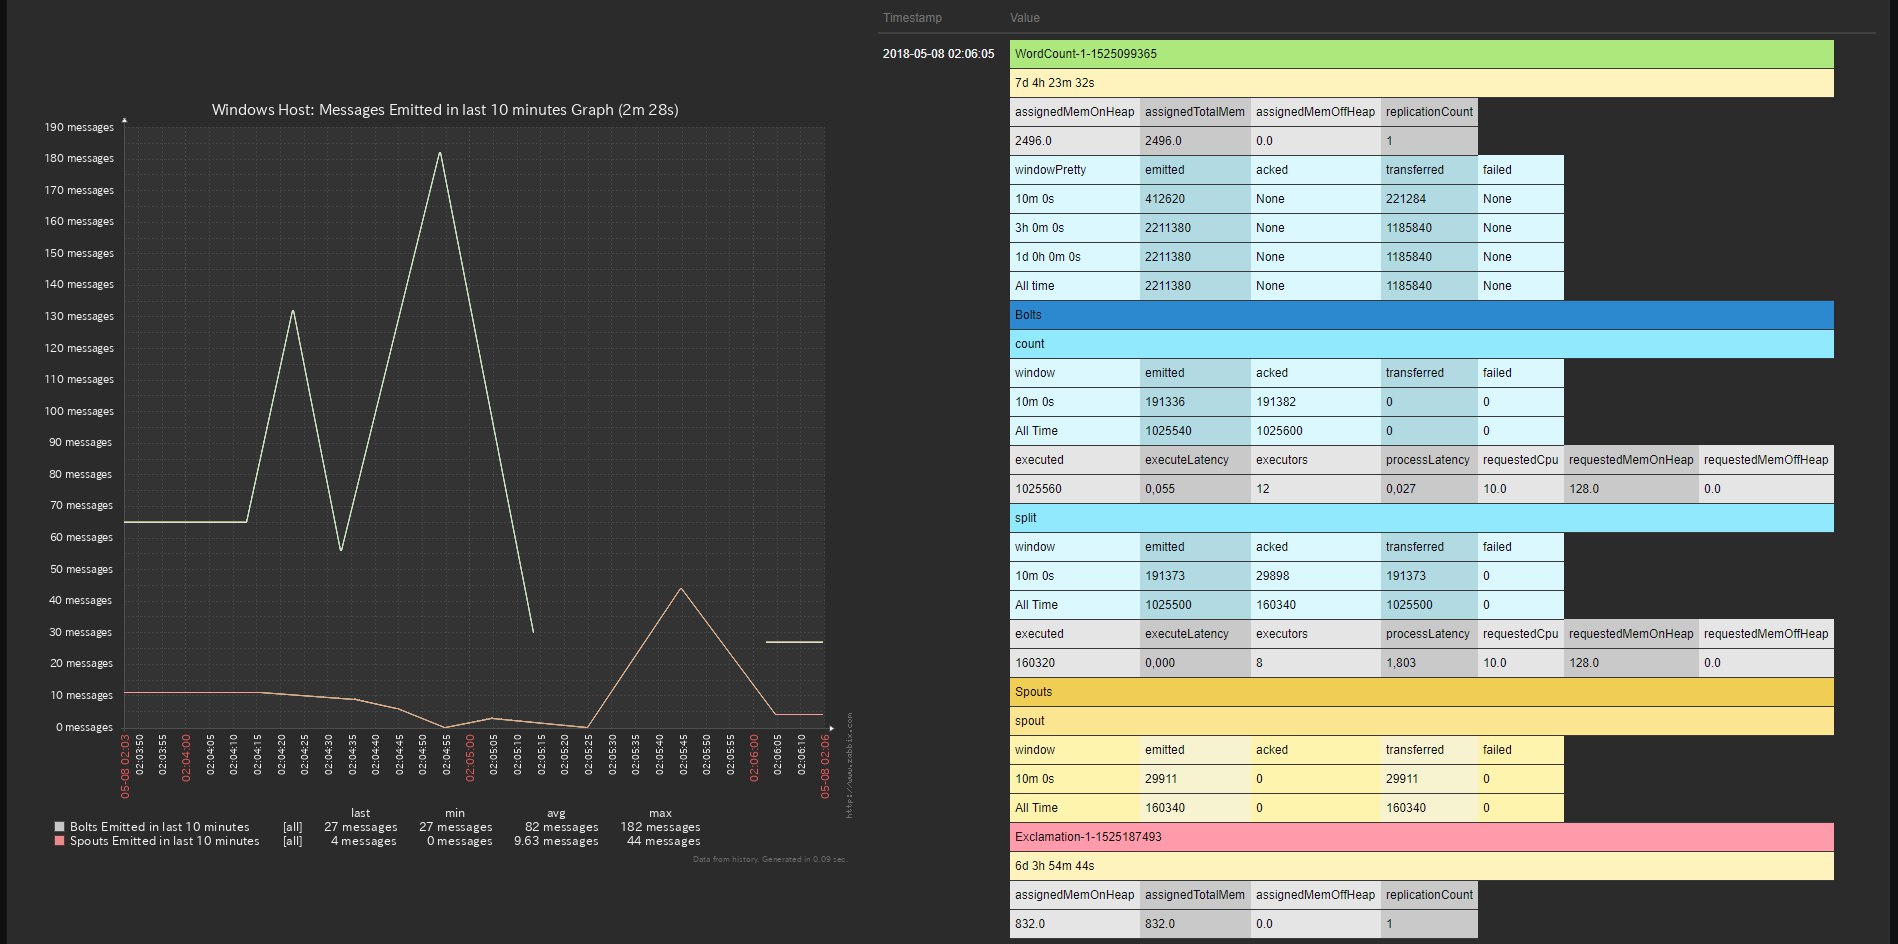 Windows Host: Messages Emitted in last 10 minutes Graph (2m 28s)
190 messages
180 messages
170 messages
160 messages
150 messages
140 messages
130 messages
120 messages
110 messages
100 messages
90 messages
80 messages
70 messages
60 messages
50 messages
40 messages
30 messages
20 messages
10 messages
0 messages
05-08 02:03
02:03:50
02:03:55
02:04:00
02:04:05
02:04:10
02:04:15
02:04:20
02:04:25
02:04:30
02:04:35
02:04:40
02:04:45
02:04:50
02:04:55
02:05:00
02:05:05
02:05:10
02:05:15
02:05:20
02:05:25
02:05:30
02:05:35
02:05:40
02:05:45
02:05:50
02:05:55
02:06:00
02:06:05
02:06:10
05-08 02:06
http://www.zabbix.com
last min avg max
Bolts Emitted in last 10 minutes [all] 27 messages 27 messages 82 messages 182 messages
Spouts Emitted in last 10 minutes [all] 4 messages 0 messages 9.63 messages 44 messages
Data from history. Generated in 0.09 sec.
Timestamp Value
2018-05-08 02:06:05 WordCount-1-1525099365
7d 4h 23m 32s
assignedMemOnHeap assignedTotalMem assignedMemOffHeap replicationCount
2496.0 2496.0 0.0 1
windowPretty emitted acked transferred failed
10m 0s 412620 None 221284 None
3h 0m 0s 2211380 None 1185840 None
1d 0h 0m 0s 2211380 None 1185840 None
All time 2211380 None 1185840 None
Bolts
count
window emitted acked transferred failed
10m 0s 191336 191382 0 0
All Time 1025540 1025600 0 0
executed executeLatency executors processLatency requestedCpu requestedMemOnHeap requestedMemOffHeap
1025560 0,055 12 0,027 10.0 128.0 0.0
split
window emitted acked transferred failed
10m 0s 191373 29898 191373 0
All Time 1025500 160340 1025500 0
executed executeLatency executors processLatency requestedCpu requestedMemOnHeap requestedMemOffHeap
160320 0,000 8 1,803 10.0 128.0 0.0
Spouts
spout
window emitted acked transferred failed
10m 0s 29911 0 29911 0
All Time 160340 0 160340 0
Exclamation-1-1525187493
6d 3h 54m 44s
assignedMemOnHeap assignedTotalMem assignedMemOffHeap replicationCount
832.0 832.0 0.0 1